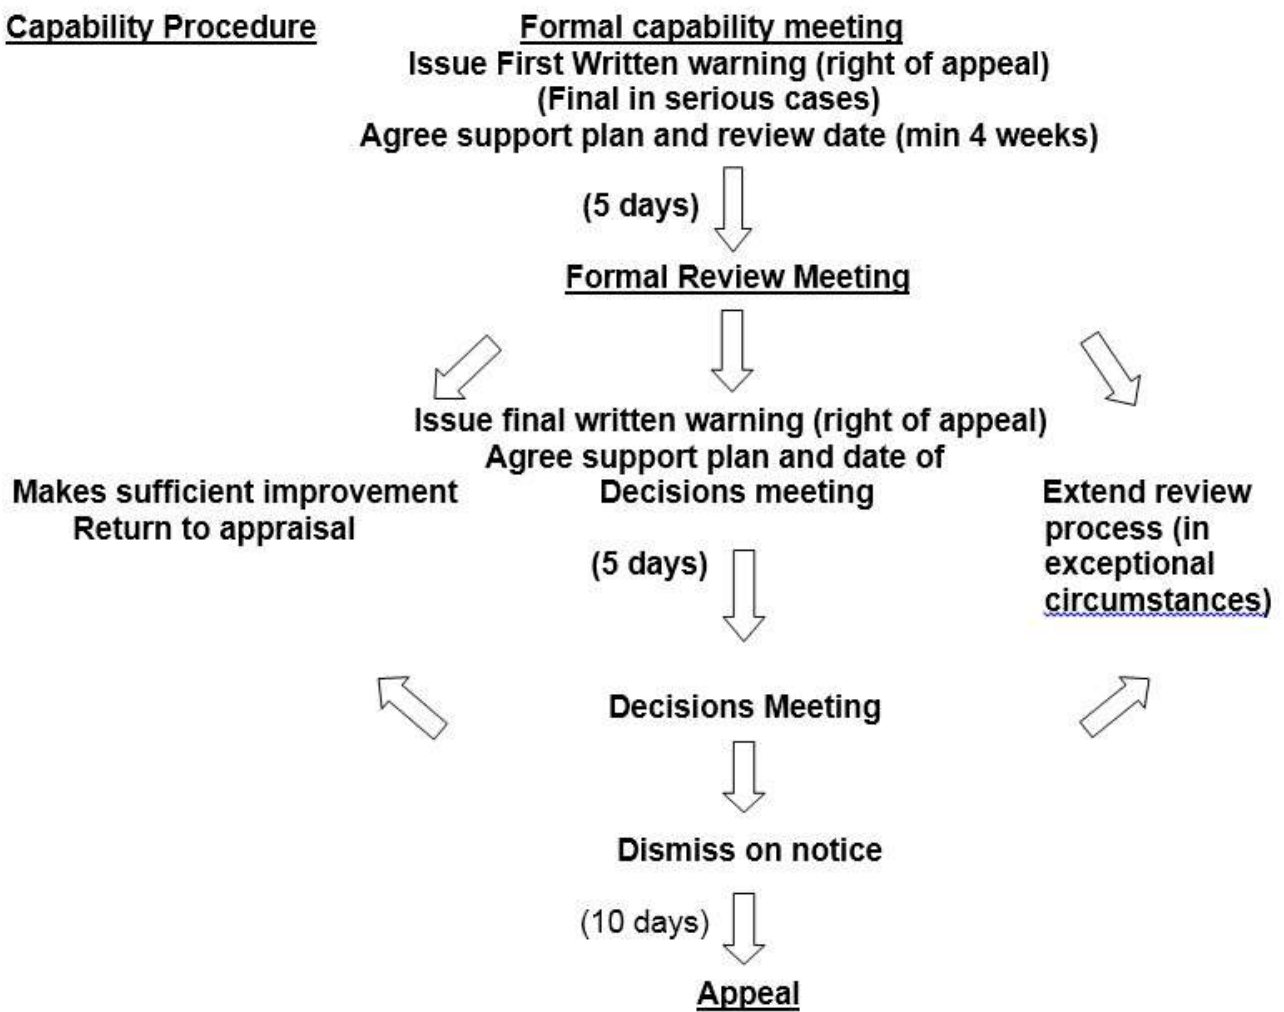 Capability Procedure
Formal capability meeting
Issue First Written warning (right of appeal)
(Final in serious cases)
Agree support plan and review date (min 4 weeks)
(5 days)
Formal Review Meeting
Issue final written warning (right of appeal)
Agree support plan and date of
Decisions meeting
Makes sufficient improvement
Return to appraisal
Extend review
process (in
exceptional
circumstances)
(5 days)
Decisions Meeting
Dismiss on notice
(10 days)
Appeal